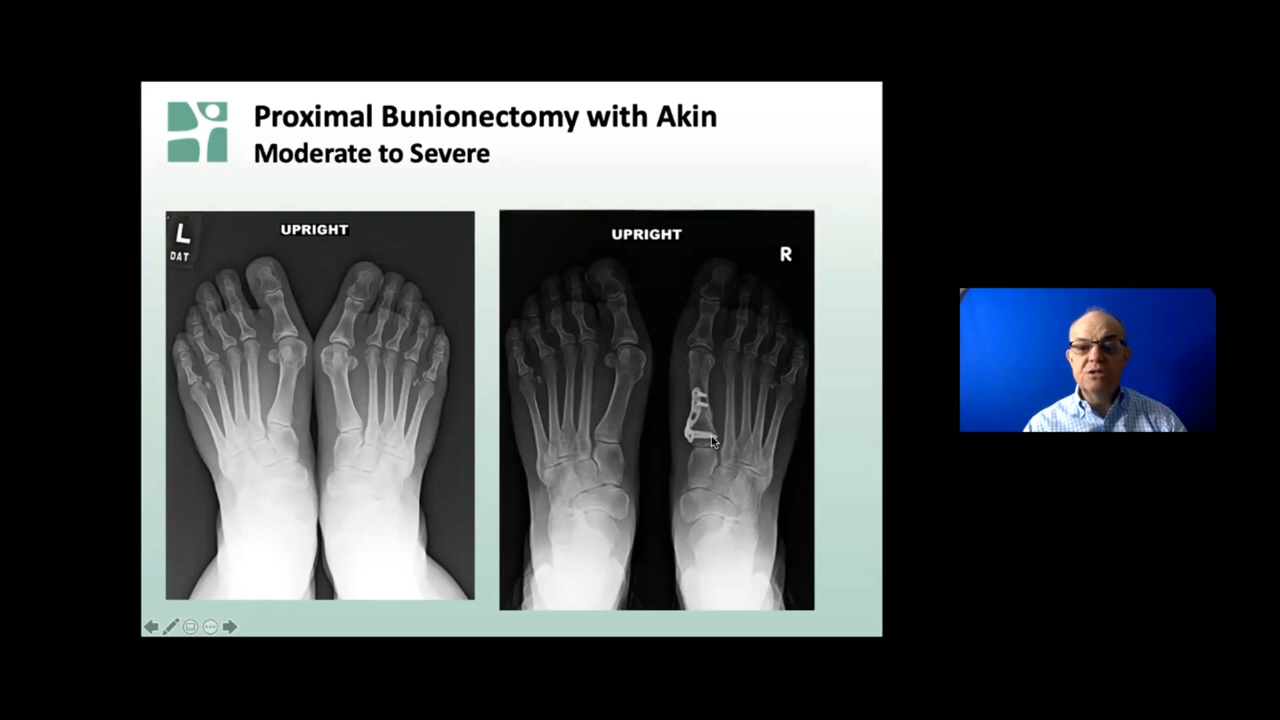 Proximal Bunionectomy with Akin
Moderate to Severe
L
DAT
UPRIGHT
UPRIGHT
R